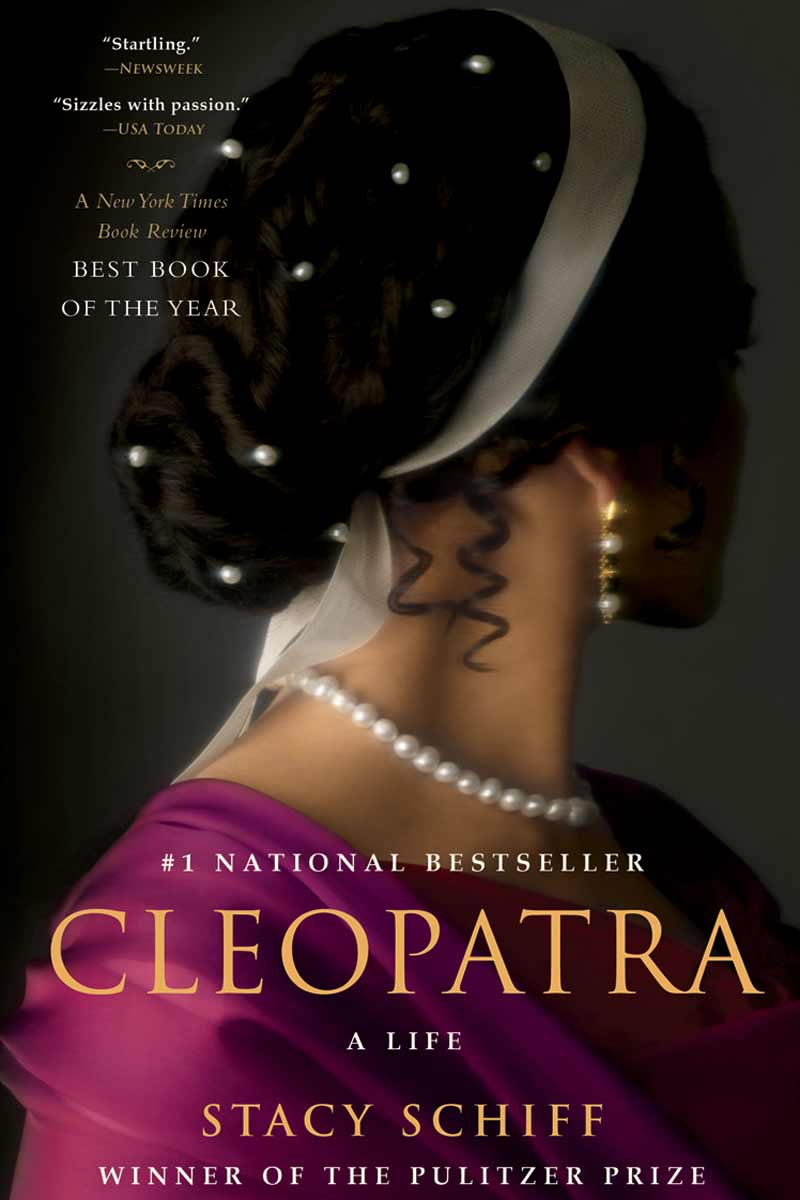 “Startling.”
—Newsweek
“Sizzles with passion.”
—USA Today
A New York Times
Book Review
BEST BOOK
OF THE YEAR
#1 NATIONAL BESTSELLER
CLEOPATRA
A LIFE
STACY SCHIFF
WINNER OF THE PULITZER PRIZE